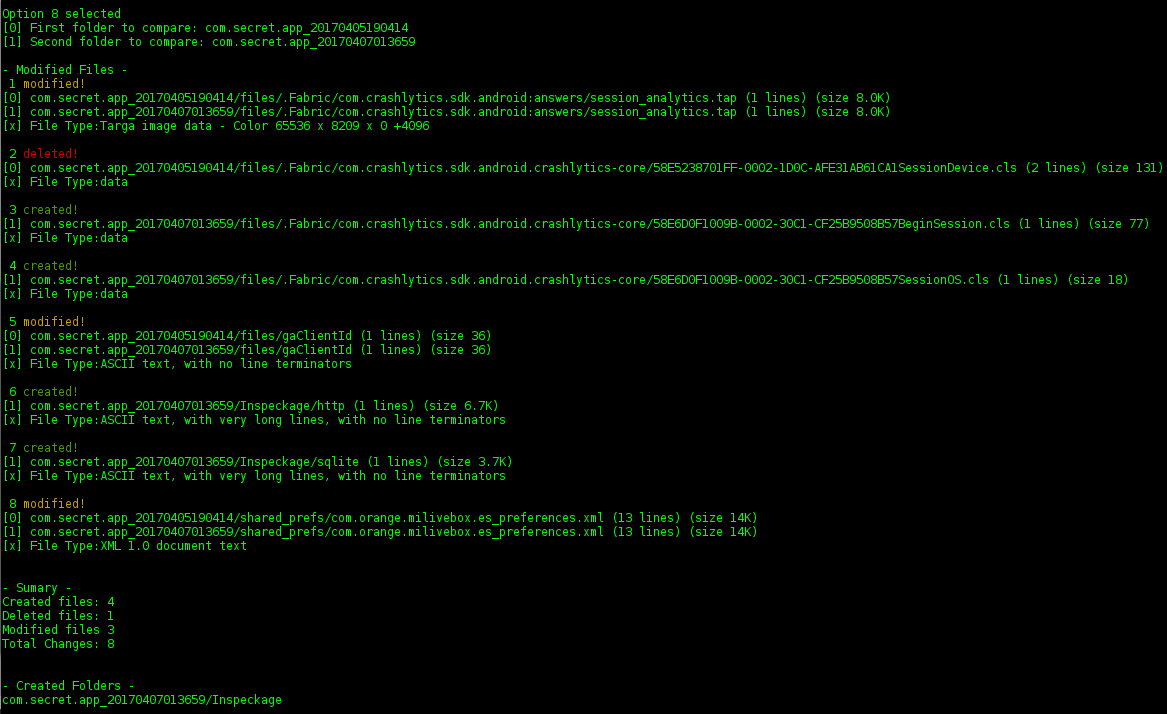 Option 8 selected
[0] First folder to compare: com.secret.app_20170405190414
[1] Second folder to compare: com.secret.app_20170407013659
- Modified Files -
1 modified!
[0] com.secret.app_20170405190414/files/.Fabric/com.crashlytics.sdk.android:answers/session_analytics.tap (1 lines) (size 8.0K)
[1] com.secret.app_20170407013659/files/.Fabric/com.crashlytics.sdk.android:answers/session_analytics.tap (1 lines) (size 8.0K)
[x] File Type:Targa image data - Color 65536 x 8209 x 0 +4096
2 deleted!
[0] com.secret.app_20170405190414/files/.Fabric/com.crashlytics.sdk.android.crashlytics-core/58E5238701FF-0002-1D0C-AFE31AB61CA1SessionDevice.cls (2 lines) (size 131)
[x] File Type:data
3 created!
[1] com.secret.app_20170407013659/files/.Fabric/com.crashlytics.sdk.android.crashlytics-core/58E6D0F1009B-0002-30C1-CF25B9508B57BeginSession.cls (1 lines) (size 77)
[x] File Type:data
4 created!
[1] com.secret.app_20170407013659/files/.Fabric/com.crashlytics.sdk.android.crashlytics-core/58E6D0F1009B-0002-30C1-CF25B9508B57SessionOS.cls (1 lines) (size 18)
[x] File Type:data
5 modified!
[0] com.secret.app_20170405190414/files/gaClientId (1 lines) (size 36)
[1] com.secret.app_20170407013659/files/gaClientId (1 lines) (size 36)
[x] File Type:ASCII text, with no line terminators
6 created!
[1] com.secret.app_20170407013659/Inspeckage/http (1 lines) (size 6.7K)
[x] File Type:ASCII text, with very long lines, with no line terminators
7 created!
[1] com.secret.app_20170407013659/Inspeckage/sqlite (1 lines) (size 3.7K)
[x] File Type:ASCII text, with very long lines, with no line terminators
8 modified!
[0] com.secret.app_20170405190414/shared_prefs/com.orange.milivebox.es_preferences.xml (13 lines) (size 14K)
[1] com.secret.app_20170407013659/shared_prefs/com.orange.milivebox.es_preferences.xml (13 lines) (size 14K)
[x] File Type:XML 1.0 document text
- Sumary -
Created files: 4
Deleted files: 1
Modified files 3
Total Changes: 8
- Created Folders -
com.secret.app_20170407013659/Inspeckage